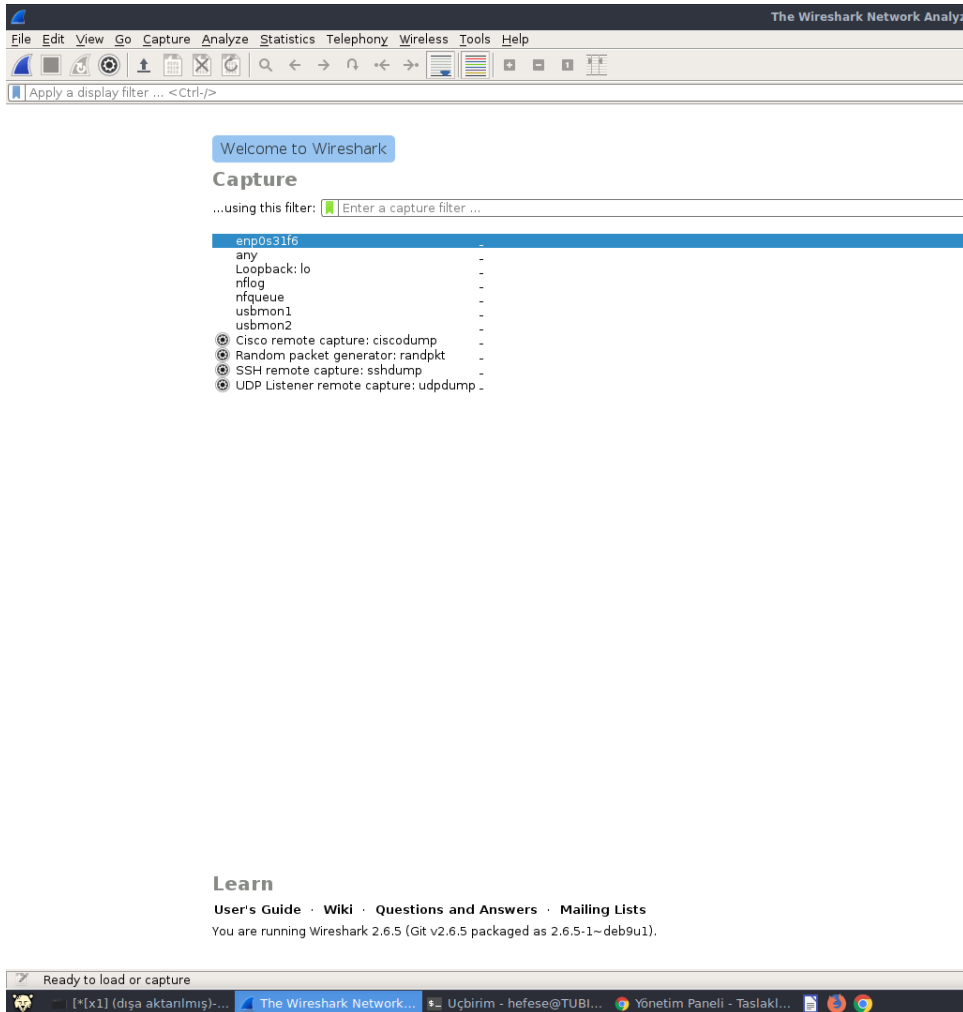 The Wireshark Network Analyz
File Edit View Go Capture Analyze Statistics Telephony Wireless Tools Help
Apply a display filter ... <Ctrl-/>
Welcome to Wireshark
Capture
...using this filter: Enter a capture filter ...
enp0s31f6
any
Loopback: lo
nflog
nfqueue
usbmon1
usbmon2
Cisco remote capture: ciscodump
Random packet generator: randpkt
SSH remote capture: sshdump
UDP Listener remote capture: udpdump
Learn
User's Guide · Wiki · Questions and Answers · Mailing Lists
You are running Wireshark 2.6.5 (Git v2.6.5 packaged as 2.6.5-1~deb9u1).
Ready to load or capture
[*[x1] (dışa aktarılmış)-... The Wireshark Network... Uçbirim - hefese@TUBI... Yönetim Paneli - Taslakl...